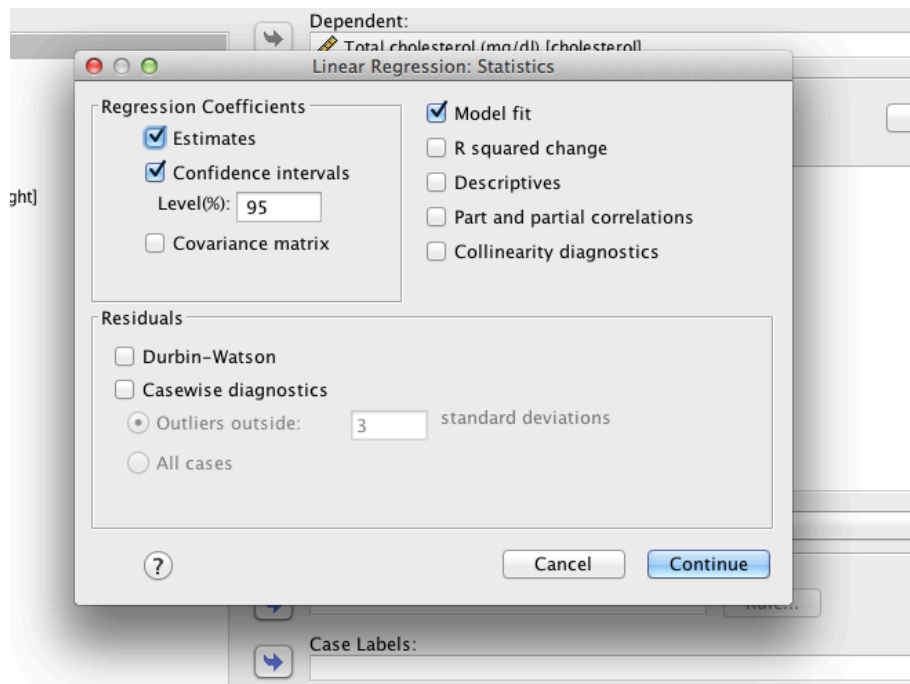 Dependent:
Total cholesterol (mg/dl) [cholesterol]
Linear Regression: Statistics
Regression Coefficients
Estimates
Confidence intervals
Level(%): 95
Covariance matrix
Model fit
R squared change
Descriptives
Part and partial correlations
Collinearity diagnostics
ght]
Residuals
Durbin-Watson
Casewise diagnostics
Outliers outside: 3 standard deviations
All cases
?
Cancel Continue
Rule...
Case Labels: